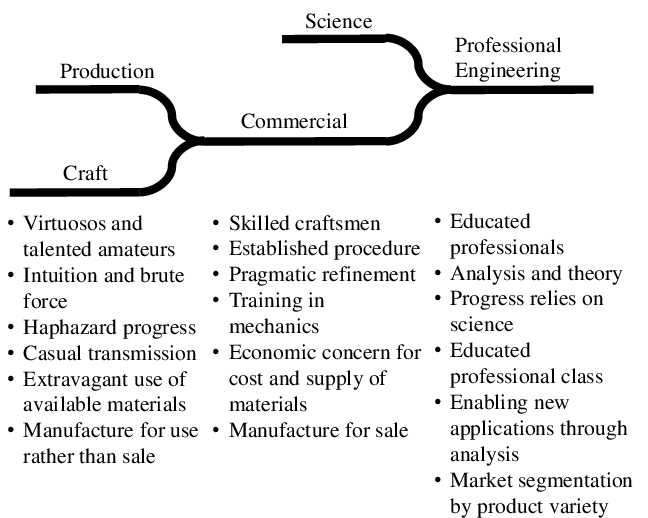 Science
Professional
Engineering
Production
Commercial
Craft
• Virtuosos and
talented amateurs
• Intuition and brute
force
• Haphazard progress
• Casual transmission
• Extravagant use of
available materials
• Manufacture for use
rather than sale
• Skilled craftsmen
• Established procedure
• Pragmatic refinement
• Training in
mechanics
• Economic concern for
cost and supply of
materials
• Manufacture for sale
• Educated
professionals
• Analysis and theory
• Progress relies on
science
• Educated
professional class
• Enabling new
applications through
analysis
• Market segmentation
by product variety